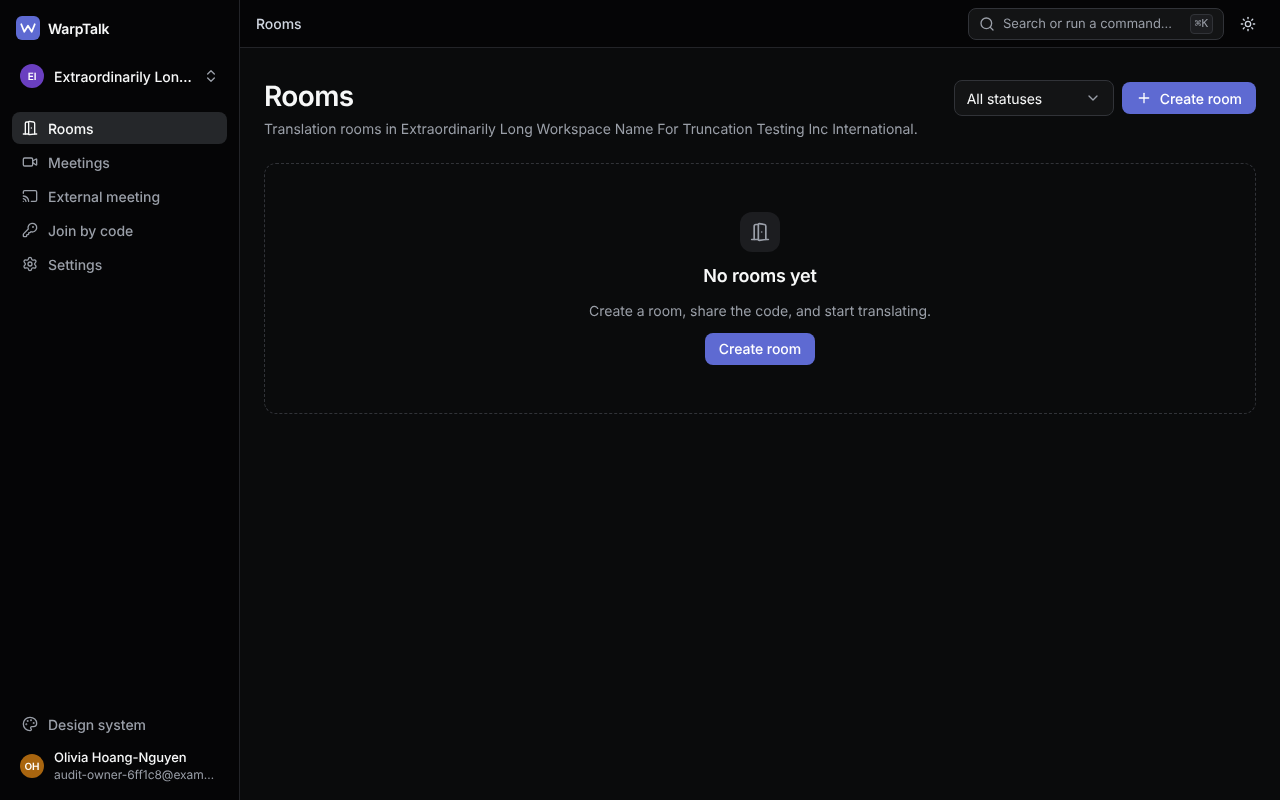 WarpTalk
EI
Extraordinarily Lon...
Rooms
Meetings
External meeting
Join by code
Settings
Design system
OH
Olivia Hoang-Nguyen
audit-owner-6ff1c8@exam...
Rooms
Search or run a command...
⌘K
Rooms
Translation rooms in Extraordinarily Long Workspace Name For Truncation Testing Inc International.
All statuses
Create room
No rooms yet
Create a room, share the code, and start translating.
Create room